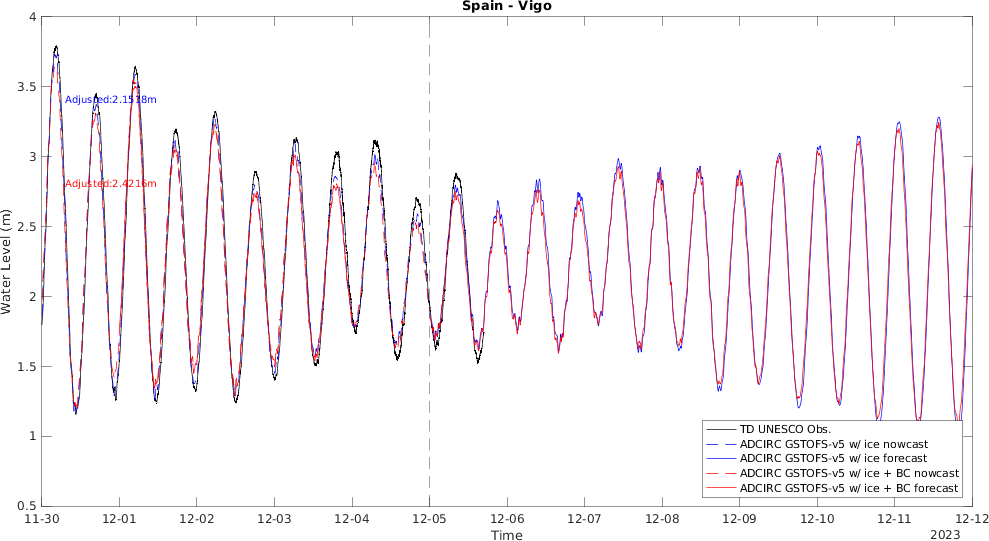 Spain - Vigo
4
3.5
3
2.5
2
1.5
1
0.5
Water Level (m)
Adjusted:2.1518m
Adjusted:2.4216m
TD UNESCO Obs.
ADCIRC GSTOFS-v5 w/ ice nowcast
ADCIRC GSTOFS-v5 w/ ice forecast
ADCIRC GSTOFS-v5 w/ ice + BC nowcast
ADCIRC GSTOFS-v5 w/ ice + BC forecast
11-30 12-01 12-02 12-03 12-04 12-05 12-06 12-07 12-08 12-09 12-10 12-11 12-12
Time
2023